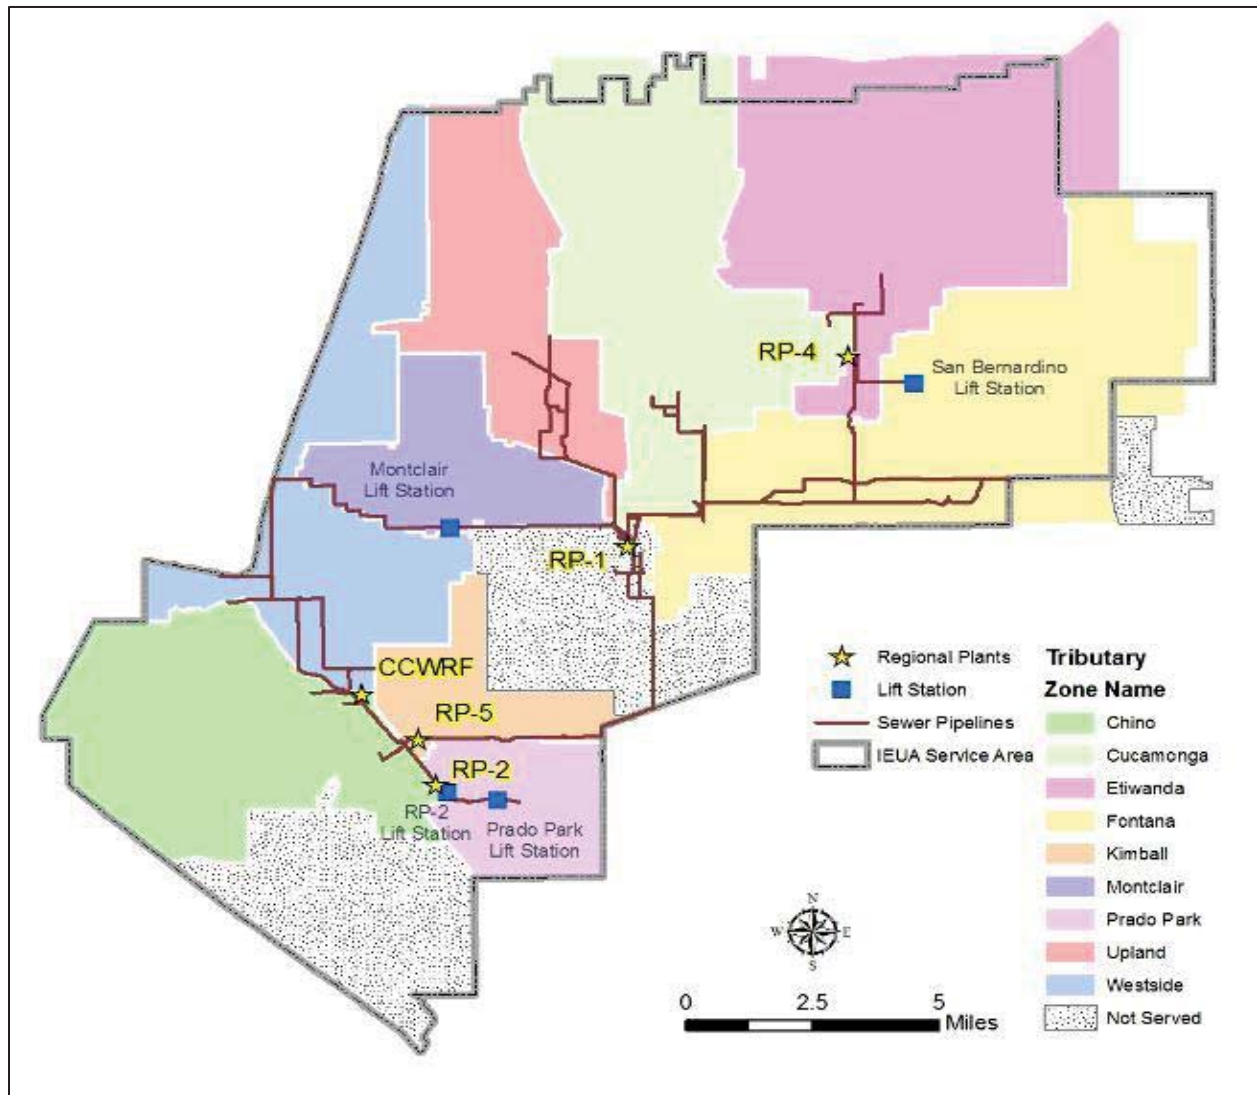 RP-4
San Bernardino
Lift Station
Montclair
Lift Station
RP-1
CCWRF
RP-5
RP-2
RP-2
Lift Station
Prado Park
Lift Station
Regional Plants
Lift Station
Sewer Pipelines
IEUA Service Area
Tributary
Zone Name
Chino
Cucamonga
Etiwanda
Fontana
Kimball
Montclair
Prado Park
Upland
Westside
Not Served
N
W E
S
0 2.5 5
Miles